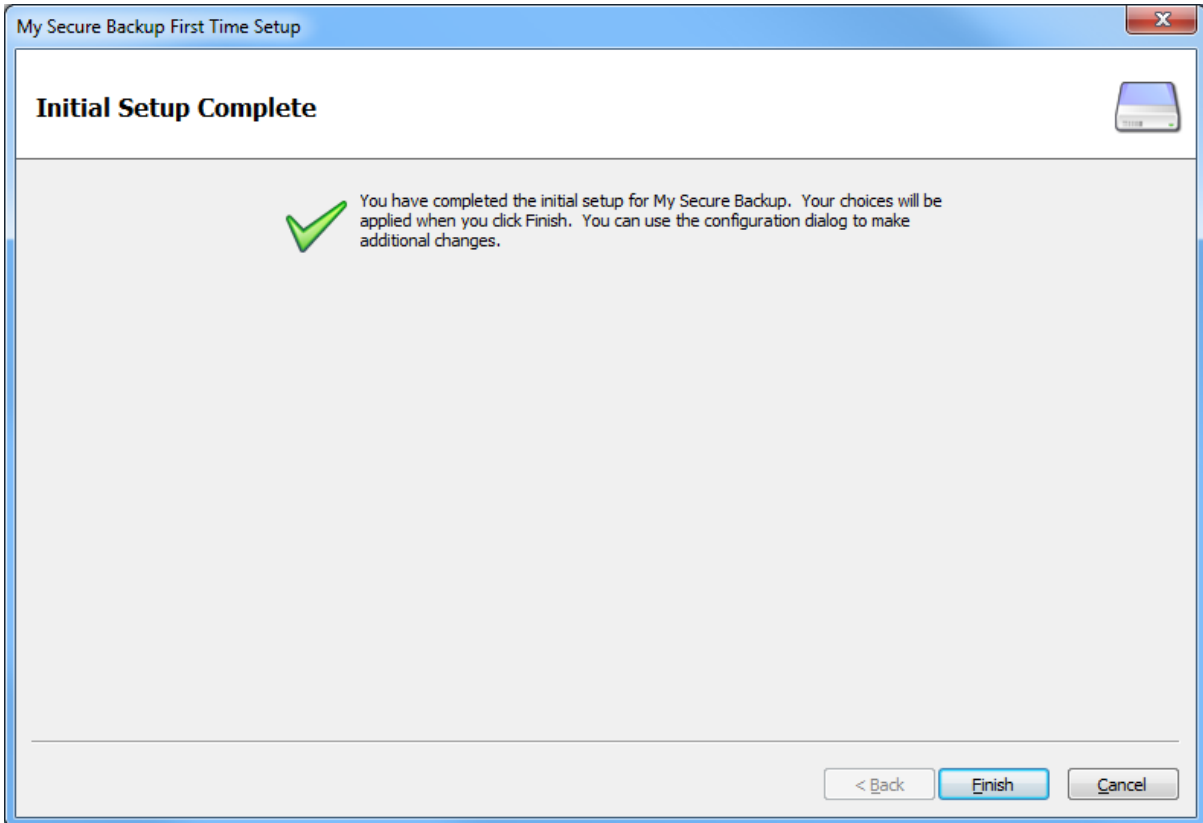 My Secure Backup First Time Setup
Initial Setup Complete
You have completed the initial setup for My Secure Backup.  Your choices will be
applied when you click Finish.  You can use the configuration dialog to make
additional changes.
< Back
Finish
Cancel